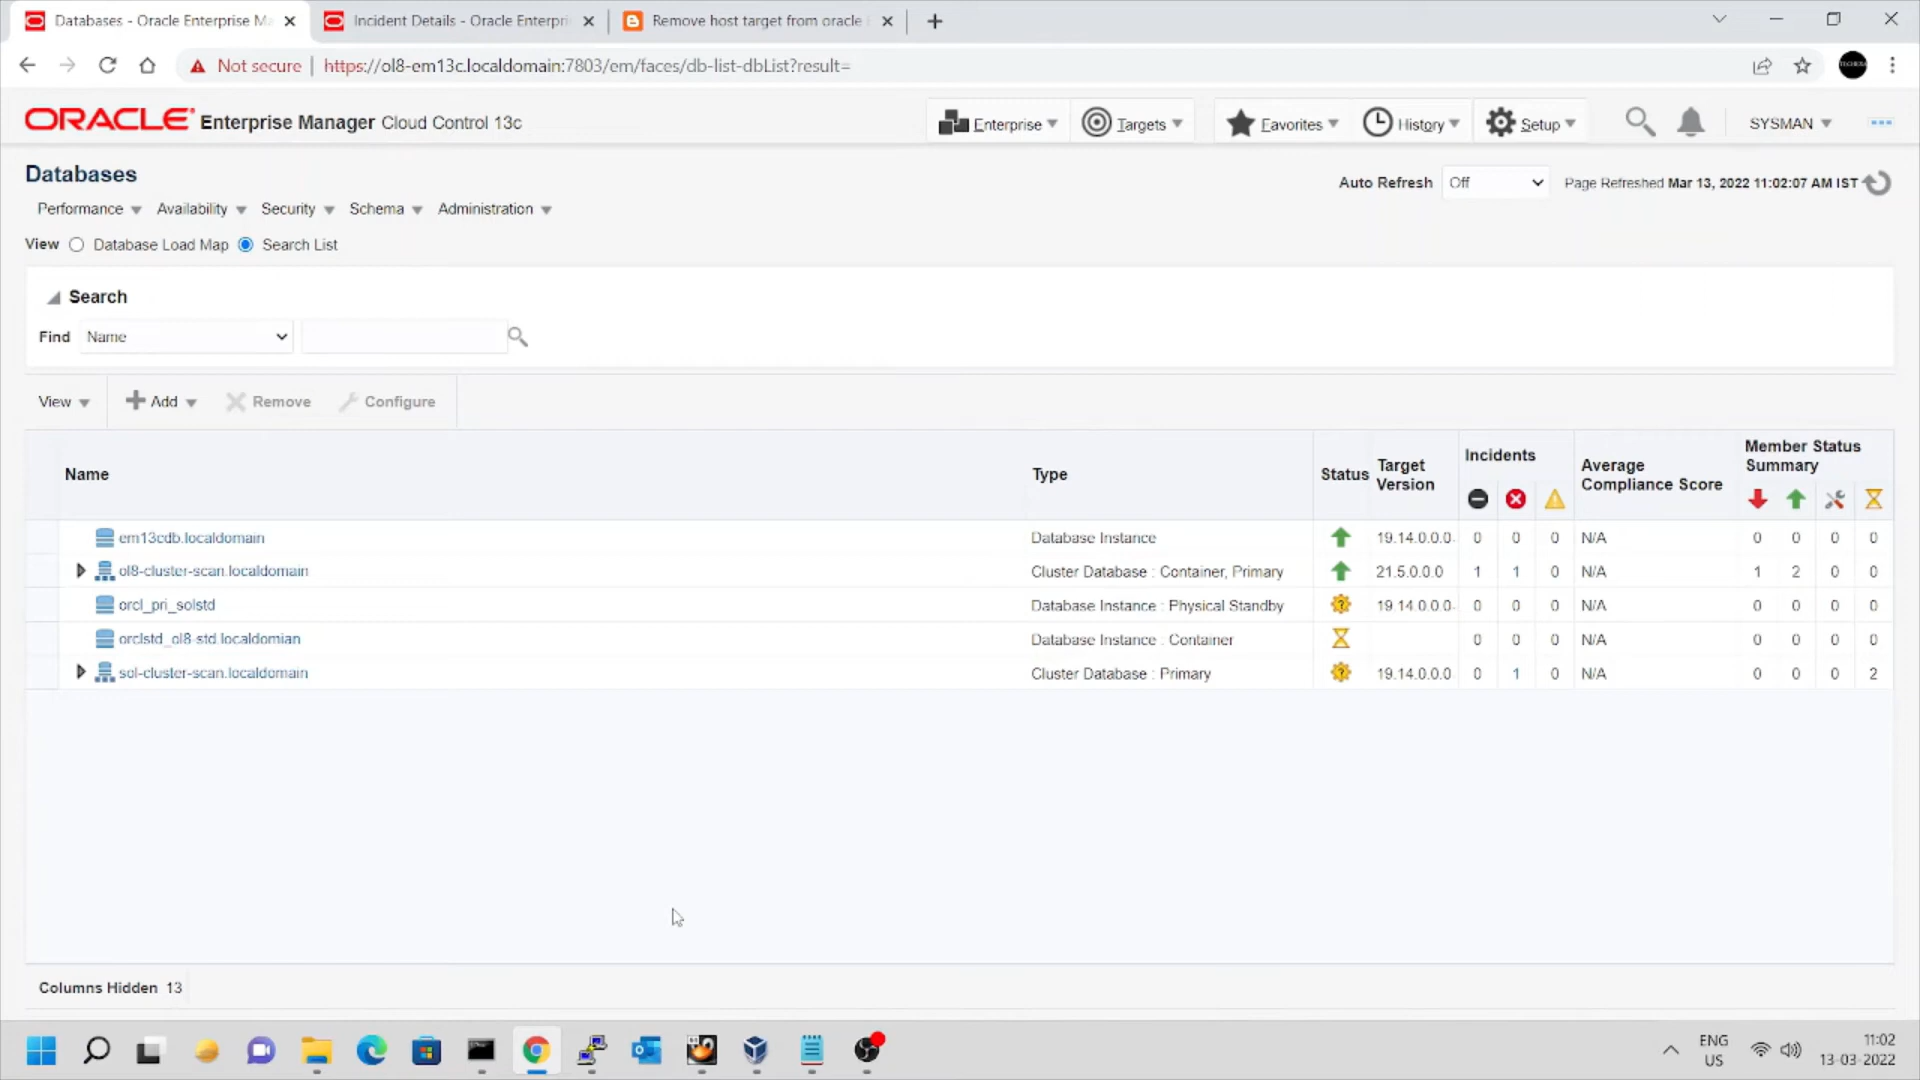 Databases - Oracle Enterprise Ma
Incident Details - Oracle Enterpri
Remove host target from oracle
Not secure | https://ol8-em13c.localdomain:7803/em/faces/db-list-dbList?result=
ORACLE Enterprise Manager Cloud Control 13c
Enterprise
Targets
Favorites
History
Setup
SYSMAN
Databases
Auto Refresh Off Page Refreshed Mar 13, 2022 11:02:07 AM IST
Performance Availability Security Schema Administration
View Database Load Map Search List
Search
Find Name
View Add Remove Configure
Name Type Status Target Version Incidents Average Compliance Score Member Status Summary
em13cdb.localdomain Database Instance 19.14.0.0.0 0 0 0 N/A 0 0 0 0
ol8-cluster-scan.localdomain Cluster Database : Container, Primary 21.5.0.0.0 1 1 0 N/A 1 2 0 0
orcl_pri_solstd Database Instance : Physical Standby 19.14.0.0.0 0 0 0 N/A 0 0 0 0
orclstd_ol8-std.localdomian Database Instance : Container 0 0 0 N/A 0 0 0 0
sol-cluster-scan.localdomain Cluster Database : Primary 19.14.0.0.0 0 1 0 N/A 0 0 0 2
Columns Hidden 13
ENG
US
11:02
13-03-2022